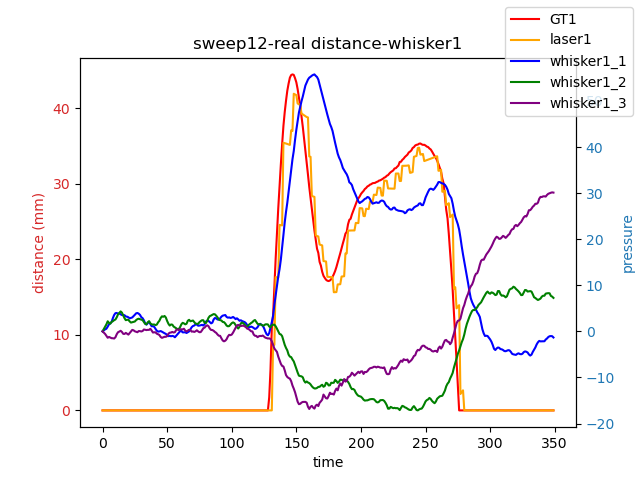 sweep12-real distance-whisker1
GT1
laser1
whisker1_1
whisker1_2
whisker1_3
distance (mm)
40
30
20
10
0
50
40
30
20
10
0
−10
−20
pressure
0 50 100 150 200 250 300 350
time